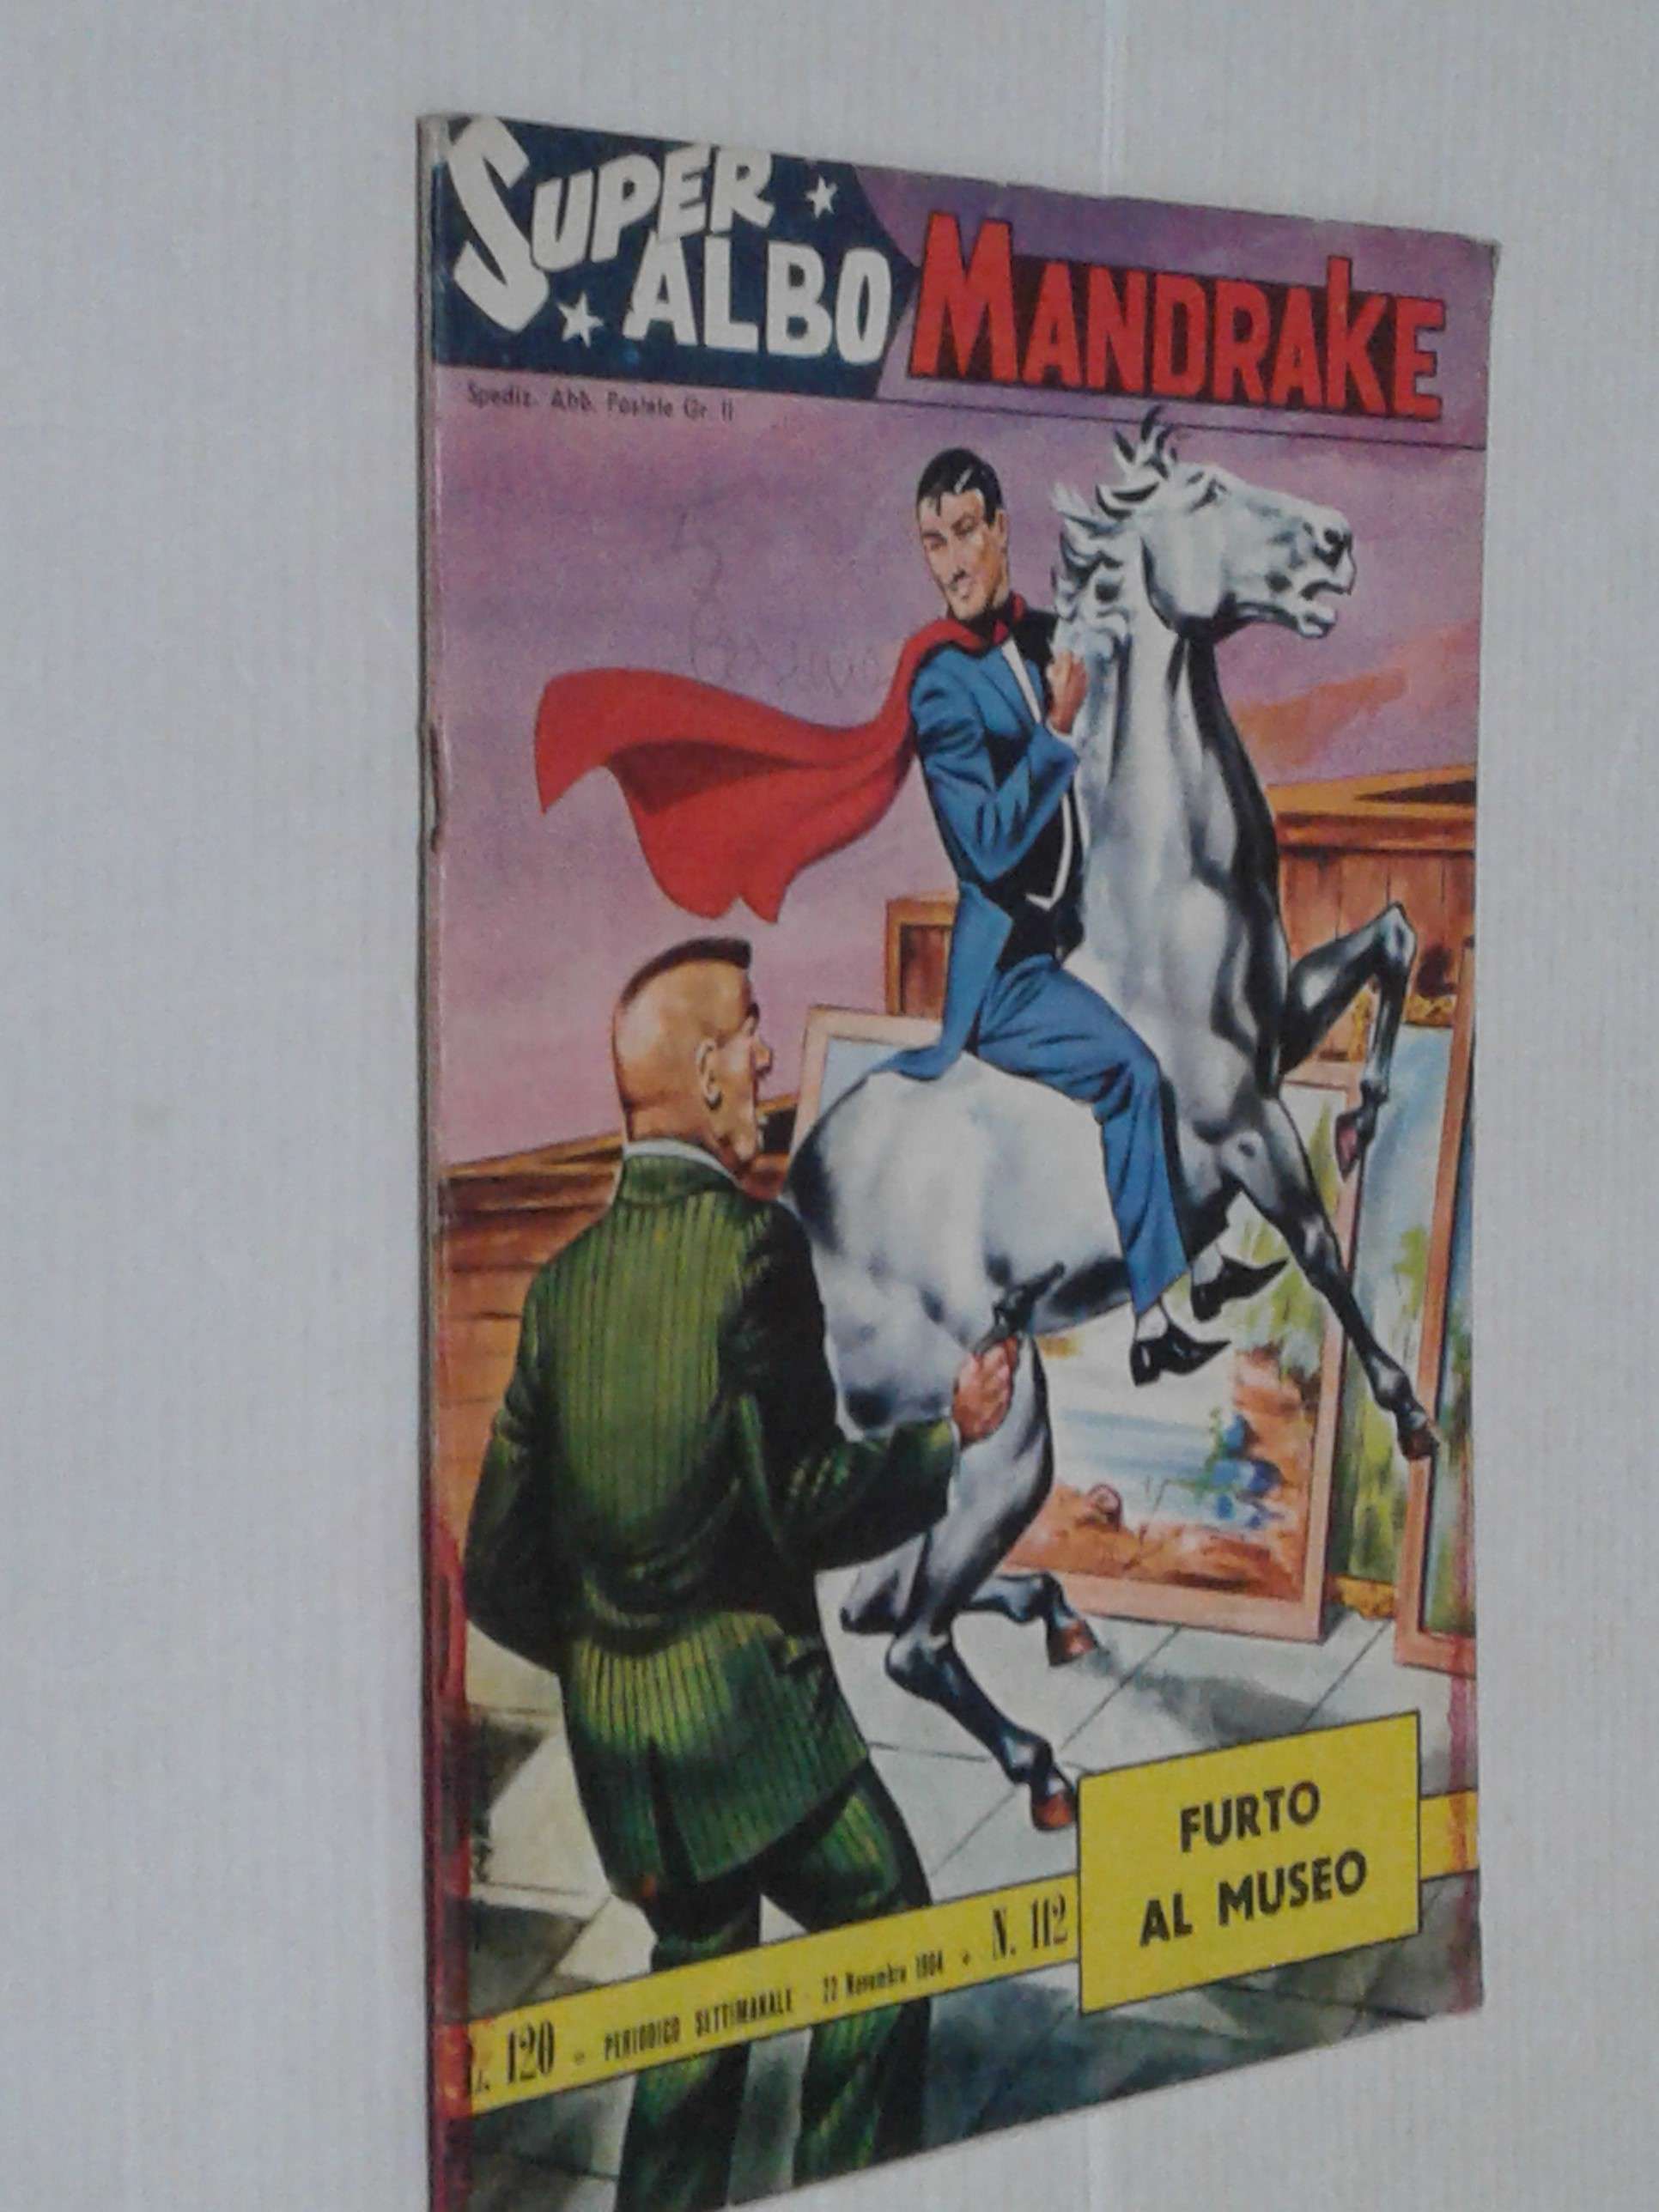 SUPER
ALBO
MANDRAKE
Spediz. Abb. Postale Gr. II
FURTO
AL MUSEO
L. 120 - PERIODICO SETTIMANALE - 22 Novembre 1964 - N. 112